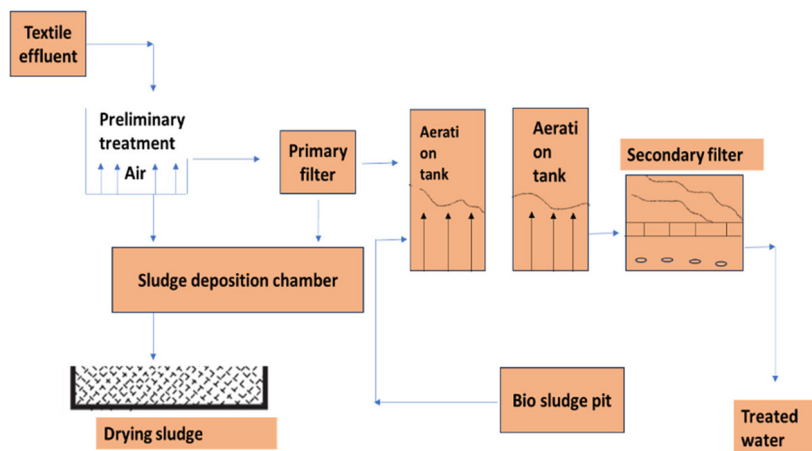 Textile
effluent
Preliminary
treatment
Air
Primary
filter
Aerati
on
tank
Aerati
on
tank
Secondary filter
Sludge deposition chamber
Bio sludge pit
Drying sludge
Treated
water